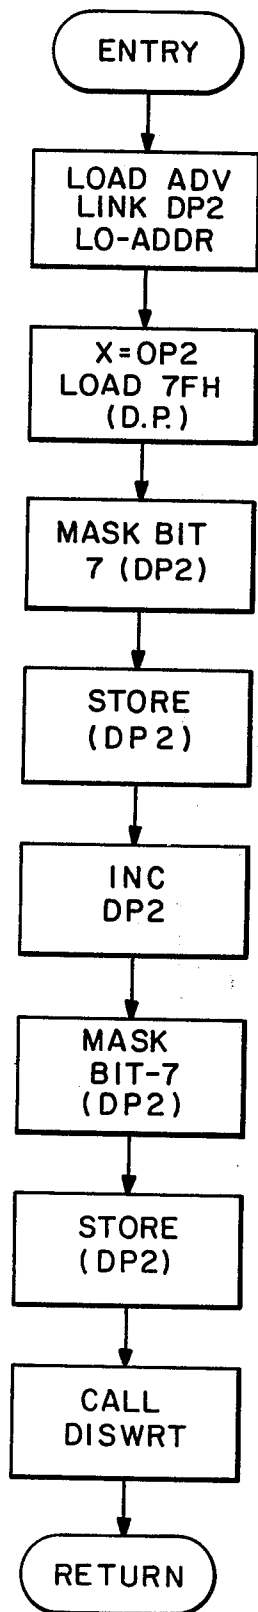 ENTRY
LOAD ADV
LINK DP2
LO-ADDR
X=OP2
LOAD 7FH
(D.P.)
MASK BIT
7 (DP2)
STORE
(DP2)
INC
DP2
MASK
BIT-7
(DP2)
STORE
(DP2)
CALL
DISWRT
RETURN